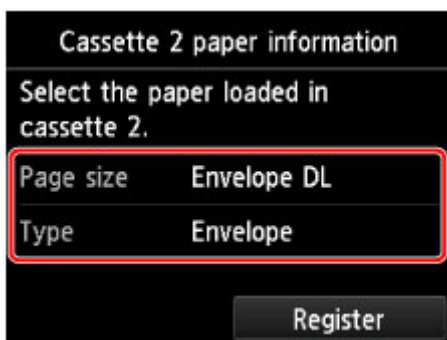 Cassette 2 paper information
Select the paper loaded in
cassette 2.
Page size Envelope DL
Type Envelope
Register